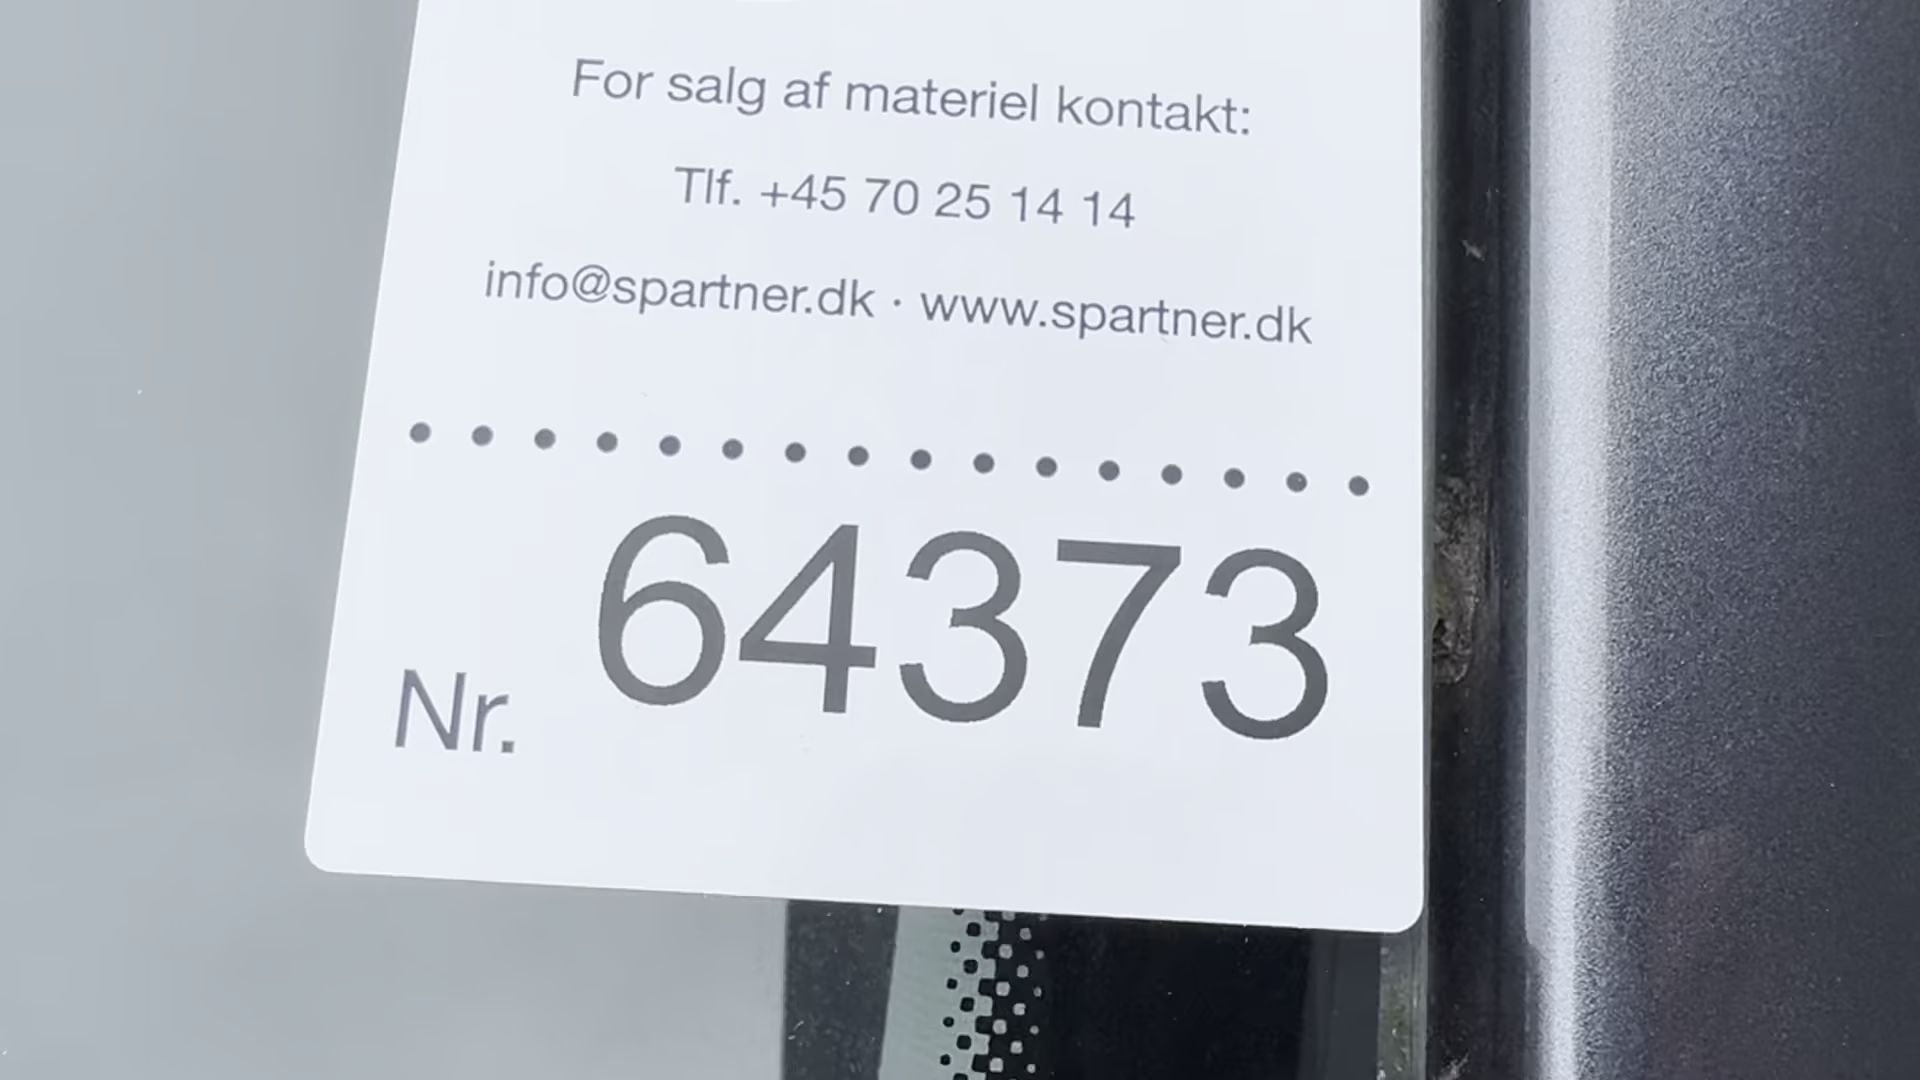 For salg af materiel kontakt:
Tlf. +45 70 25 14 14
info@spartner.dk · www.spartner.dk
Nr. 64373